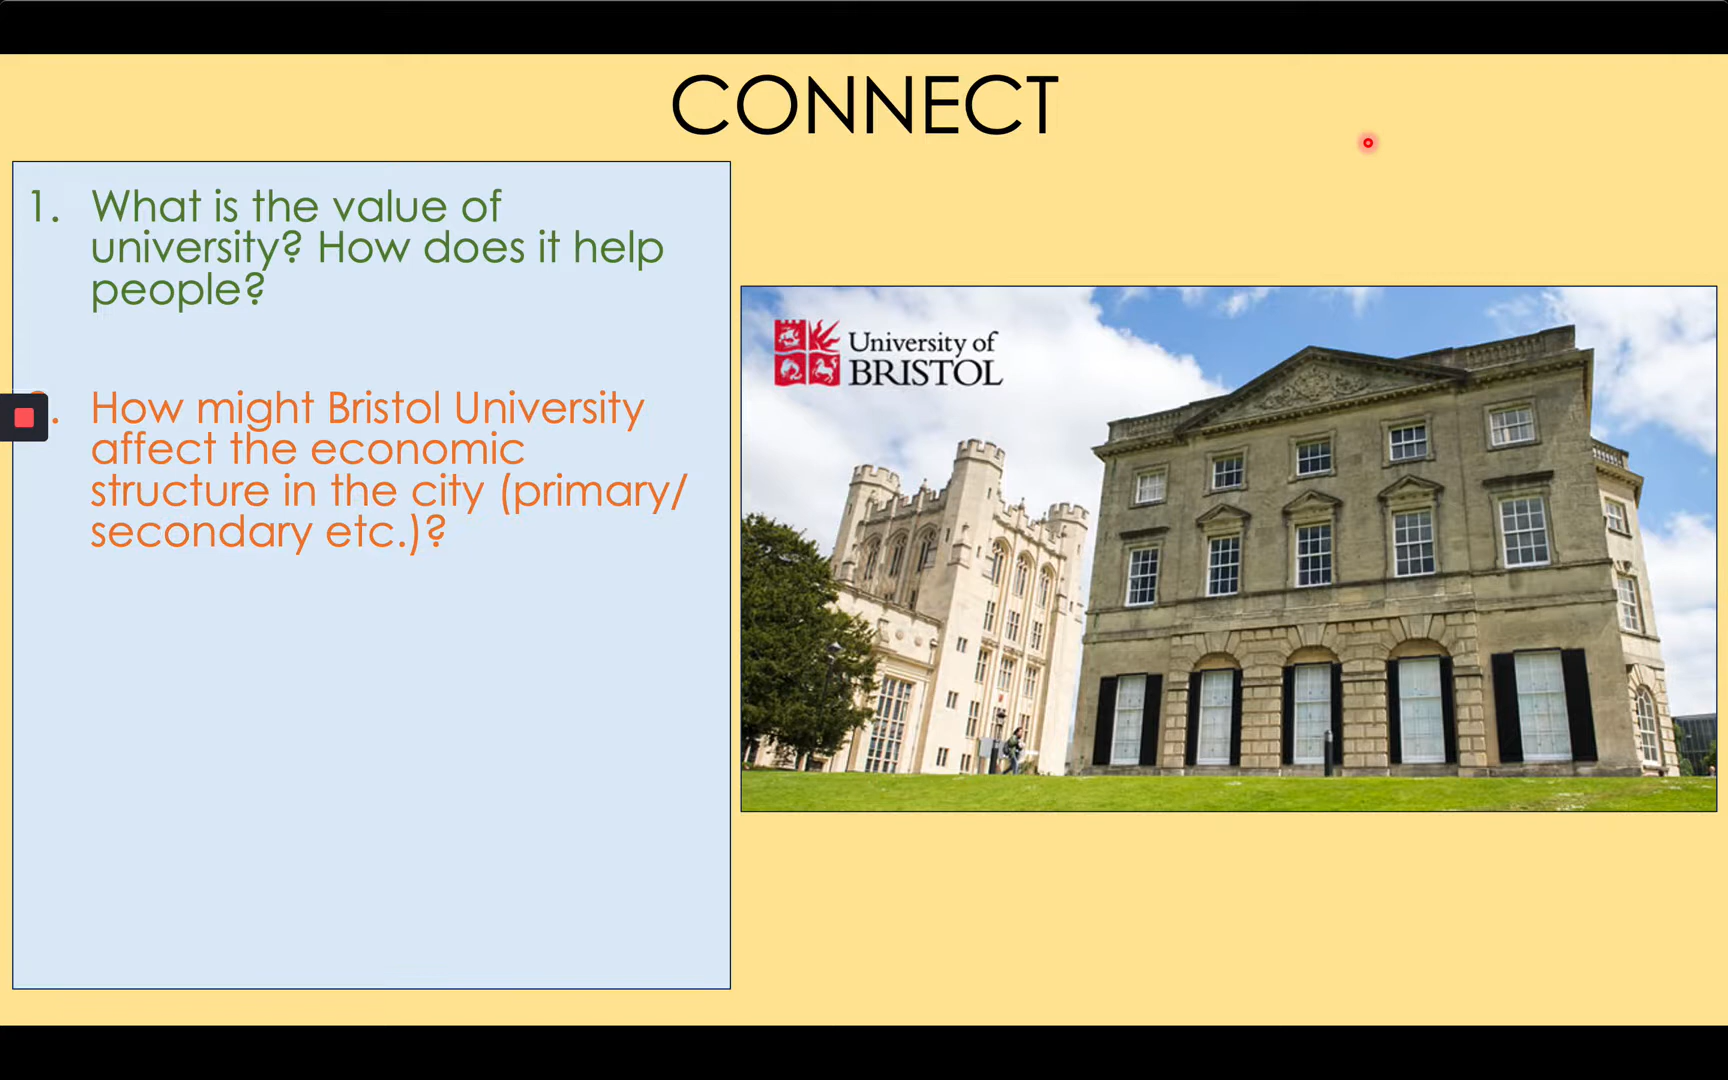 CONNECT
1. What is the value of
university? How does it help
people?
How might Bristol University
affect the economic
structure in the city (primary/
secondary etc.)?
University of
BRISTOL